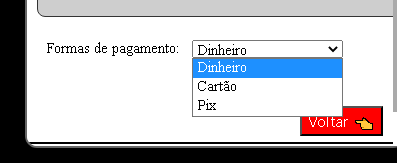 Formas de pagamento: Dinheiro
Dinheiro
Cartão
Pix
Voltar 👈